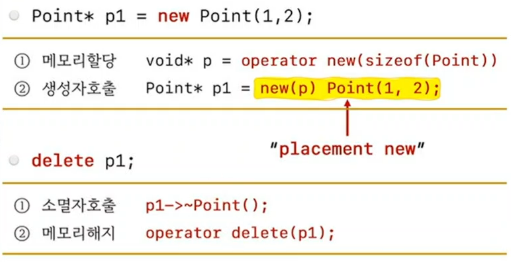 Point* p1 = new Point(1,2);
① 메모리할당 void* p = operator new(sizeof(Point))
② 생성자호출 Point* p1 = new(p) Point(1, 2);
“placement new”
delete p1;
① 소멸자호출 p1->~Point();
② 메모리해지 operator delete(p1);